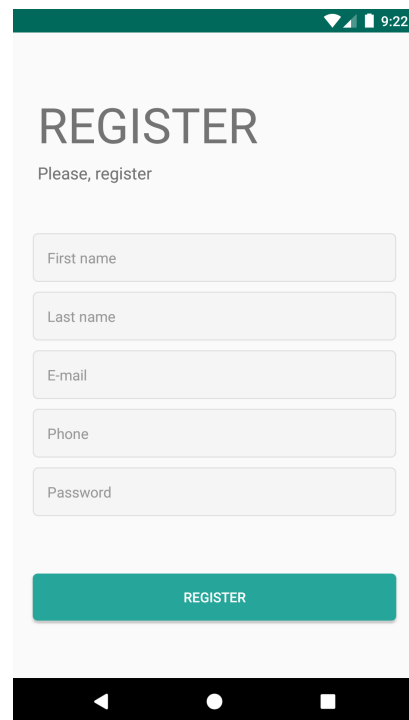 9:22
REGISTER
Please, register
First name
Last name
E-mail
Phone
Password
REGISTER